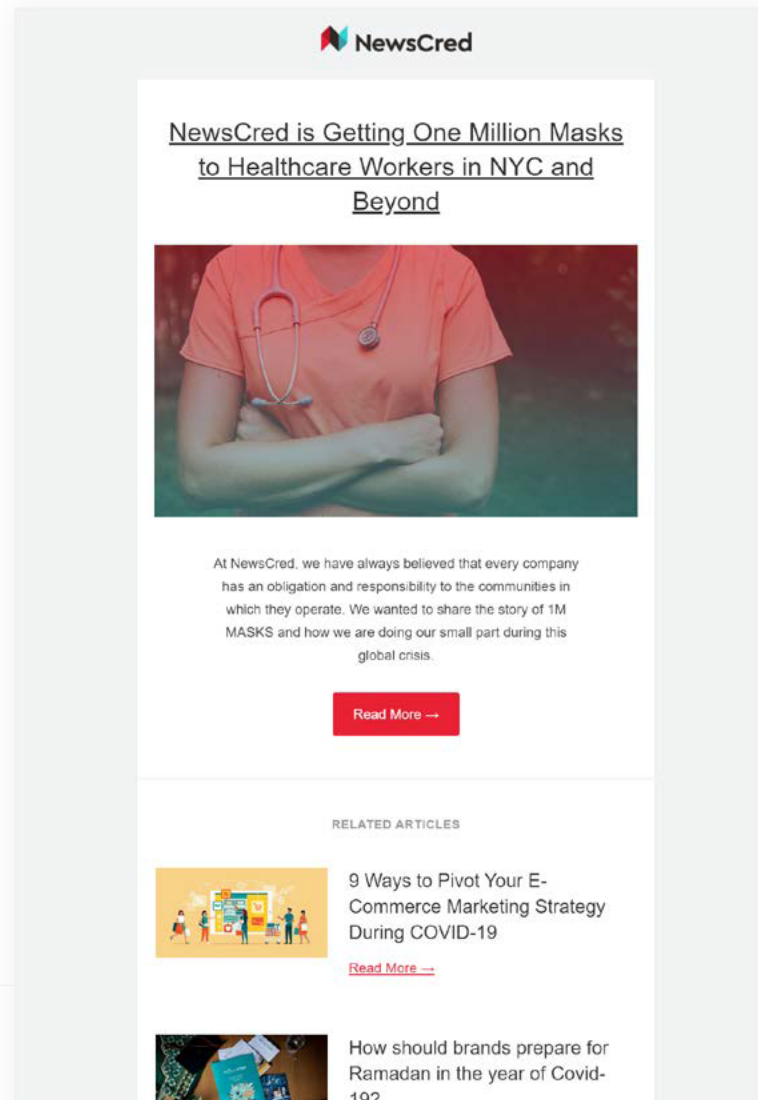 NewsCred
NewsCred is Getting One Million Masks
to Healthcare Workers in NYC and
Beyond
At NewsCred, we have always believed that every company
has an obligation and responsibility to the communities in
which they operate. We wanted to share the story of 1M
MASKS and how we are doing our small part during this
global crisis.
Read More →
RELATED ARTICLES
9 Ways to Pivot Your E-
Commerce Marketing Strategy
During COVID-19
Read More →
How should brands prepare for
Ramadan in the year of Covid-
19?